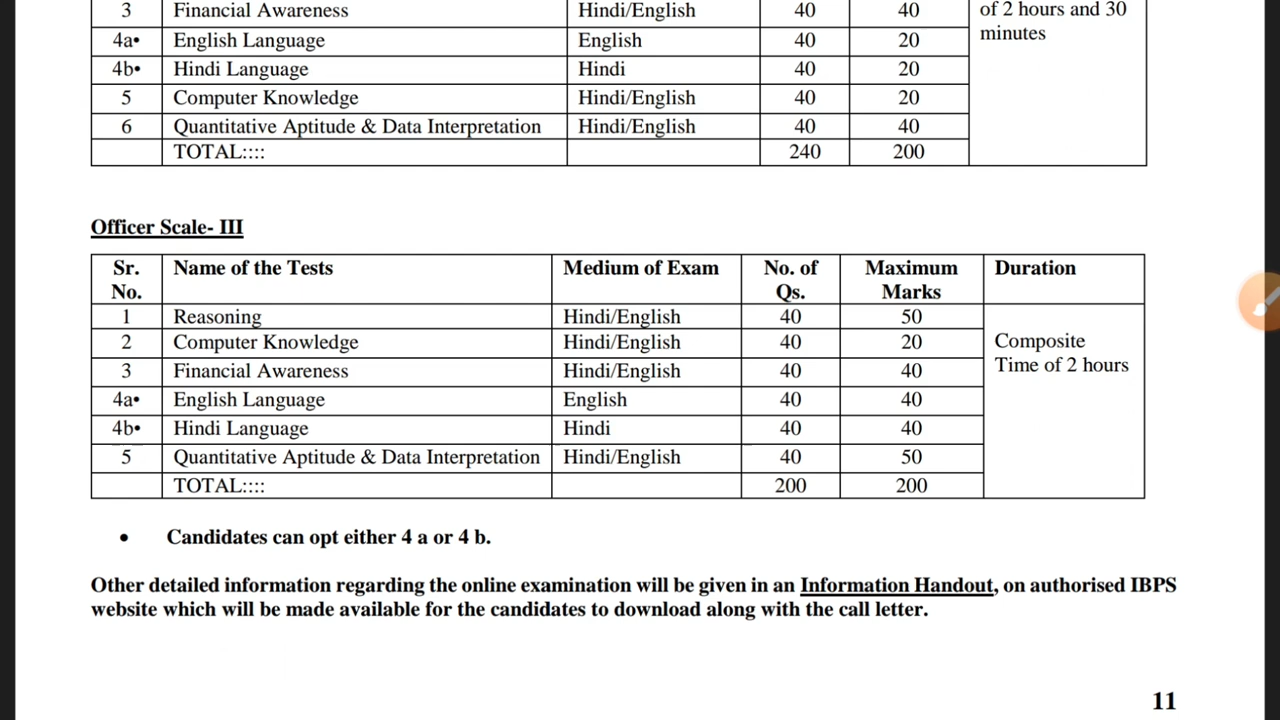 3 Financial Awareness Hindi/English 40 40 of 2 hours and 30
4a• English Language English 40 20 minutes
4b• Hindi Language Hindi 40 20
5 Computer Knowledge Hindi/English 40 20
6 Quantitative Aptitude & Data Interpretation Hindi/English 40 40
TOTAL:::: 240 200
Officer Scale- III
Sr. Name of the Tests Medium of Exam No. of Maximum Duration
No. Qs. Marks
1 Reasoning Hindi/English 40 50
2 Computer Knowledge Hindi/English 40 20 Composite
3 Financial Awareness Hindi/English 40 40 Time of 2 hours
4a• English Language English 40 40
4b• Hindi Language Hindi 40 40
5 Quantitative Aptitude & Data Interpretation Hindi/English 40 50
TOTAL:::: 200 200
• Candidates can opt either 4 a or 4 b.
Other detailed information regarding the online examination will be given in an Information Handout, on authorised IBPS
website which will be made available for the candidates to download along with the call letter.
11